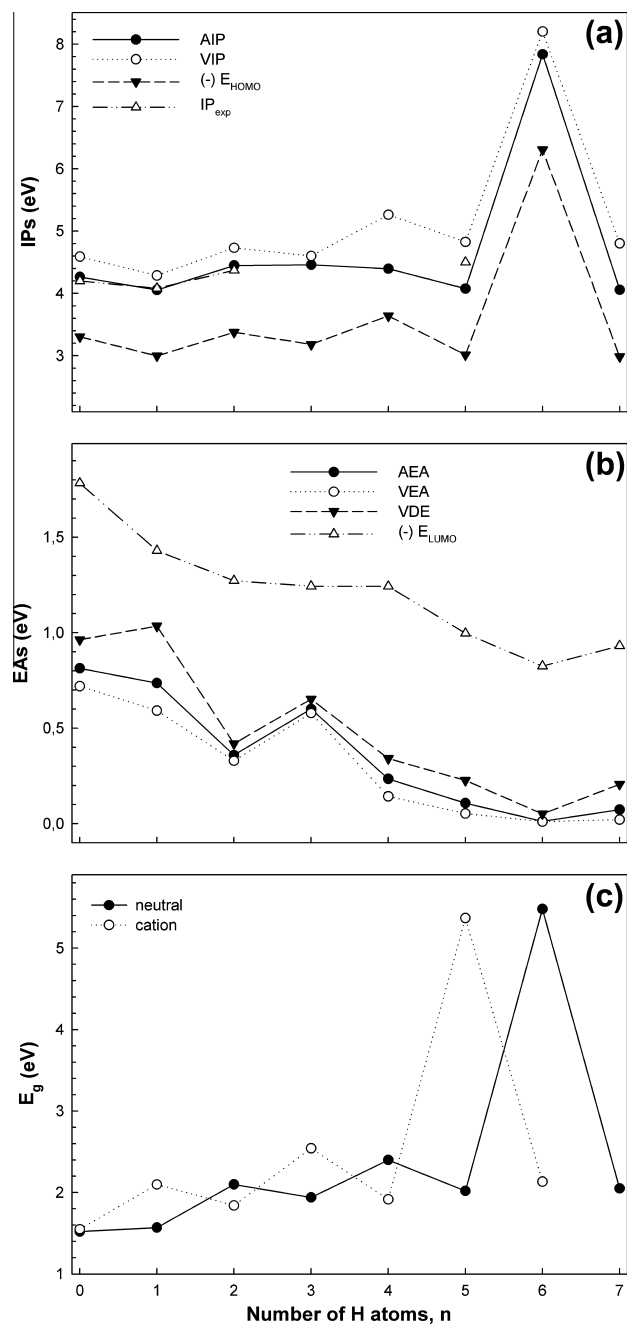 (a)
AIP
VIP
(-) E_HOMO
IP_exp
8
7
6
5
4
3
IPs (eV)
(b)
AEA
VEA
VDE
(-) E_LUMO
1,5
1,0
0,5
0,0
EAs (eV)
(c)
neutral
cation
5
4
3
2
1
E_g (eV)
0 1 2 3 4 5 6 7
Number of H atoms, n